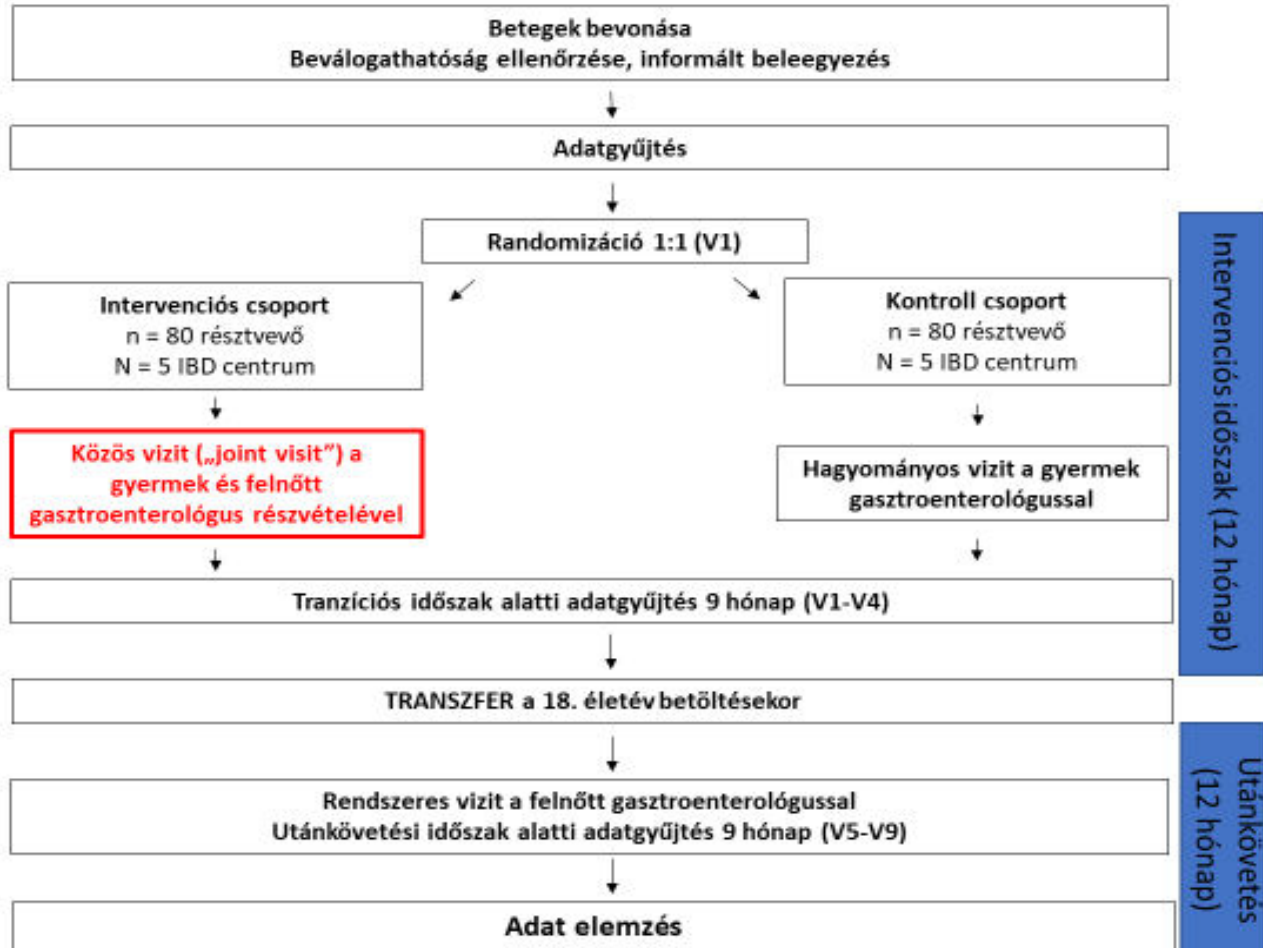 Betegek bevonása
Beválogathatóság ellenőrzése, informált beleegyezés
Adatgyűjtés
Randomizáció 1:1 (V1)
Intervenciós csoport
n = 80 résztvevő
N = 5 IBD centrum
Kontroll csoport
n = 80 résztvevő
N = 5 IBD centrum
Közös vizit („joint visit”) a
gyermek és felnőtt
gasztroenterológus részvételével
Hagyományos vizit a gyermek
gasztroenterológussal
Tranzíciós időszak alatti adatgyűjtés 9 hónap (V1-V4)
TRANSZFER a 18. életév betöltésekor
Rendszeres vizit a felnőtt gasztroenterológussal
Utánkövetési időszak alatti adatgyűjtés 9 hónap (V5-V9)
Adat elemzés
Intervenciós időszak (12 hónap)
Utánkövetés
(12 hónap)